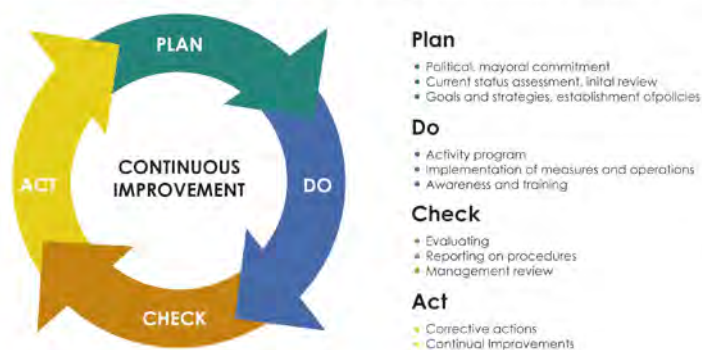 PLAN
DO
CHECK
ACT
CONTINUOUS
IMPROVEMENT
Plan
• Political, mayoral commitment
• Current status assessment, inital review
• Goals and strategies, establishment ofpolicies
Do
• Activity program
• Implementation of measures and operations
• Awareness and training
Check
• Evaluating
• Reporting on procedures
• Management review
Act
• Corrective actions
• Continual Improvements